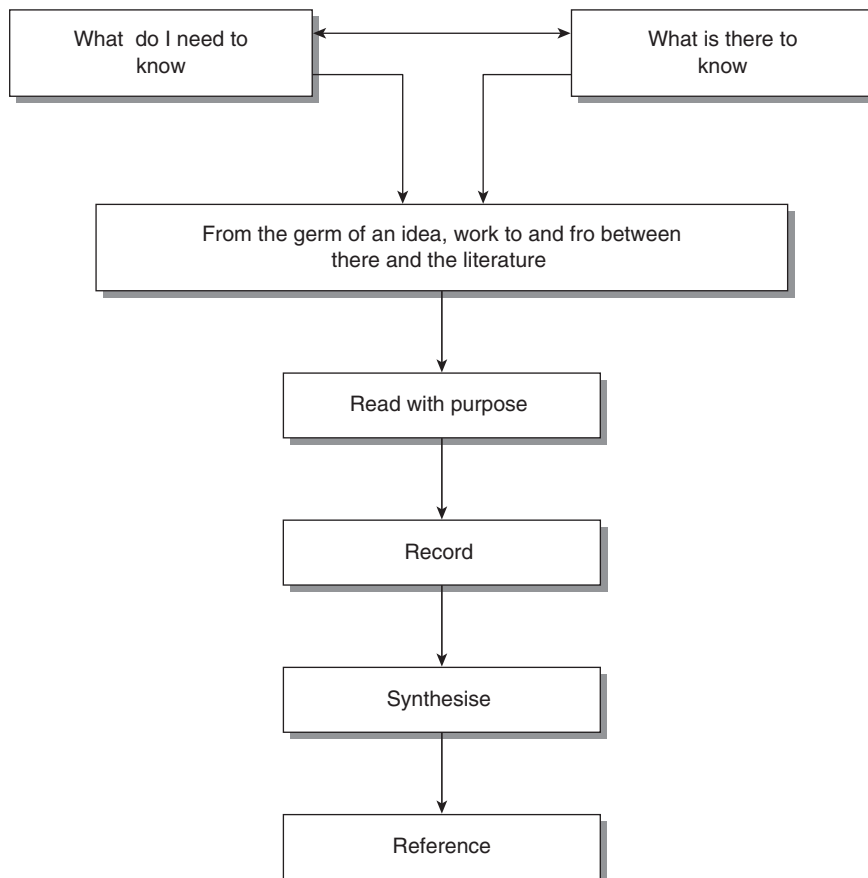 What do I need to
know
What is there to
know
From the germ of an idea, work to and fro between
there and the literature
Read with purpose
Record
Synthesise
Reference